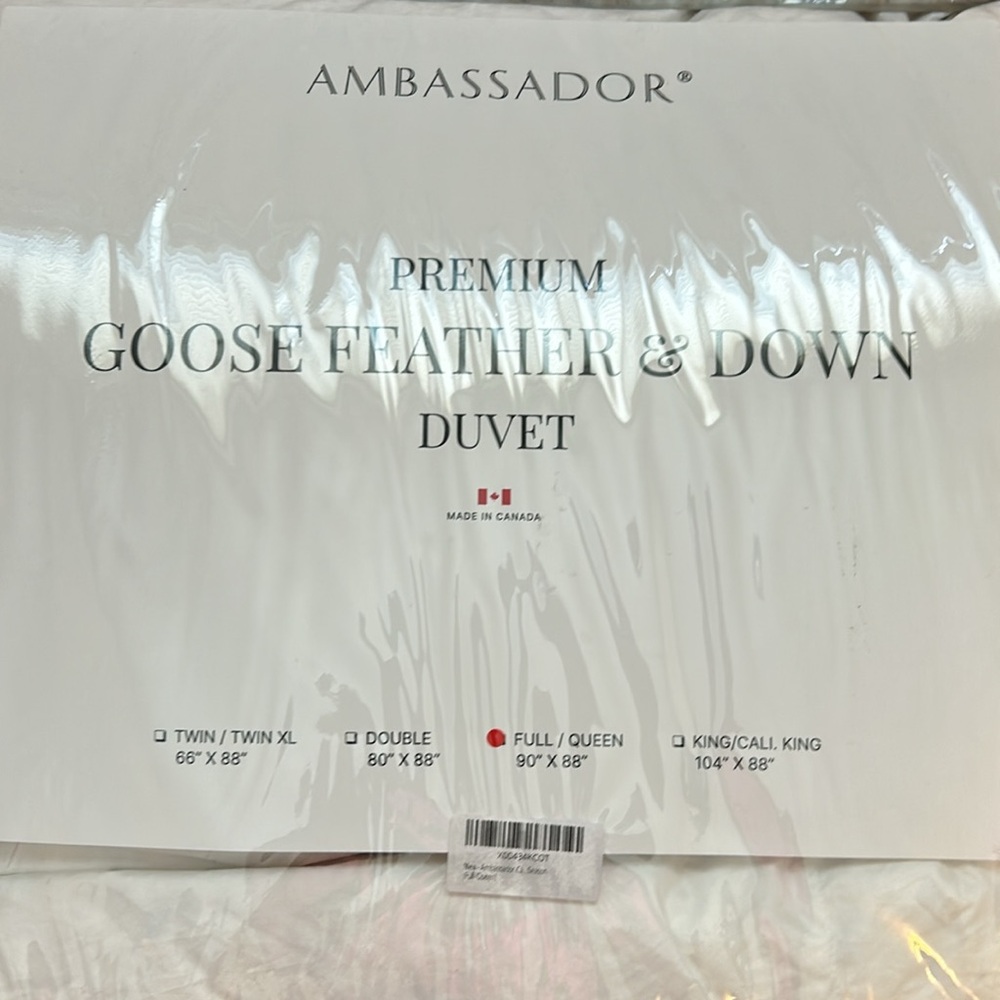 AMBASSADOR®
PREMIUM
GOOSE FEATHER & DOWN
DUVET
MADE IN CANADA
TWIN / TWIN XL
66" X 88"
DOUBLE
80" X 88"
FULL / QUEEN
90" X 88"
KING/CALI. KING
104" X 88"